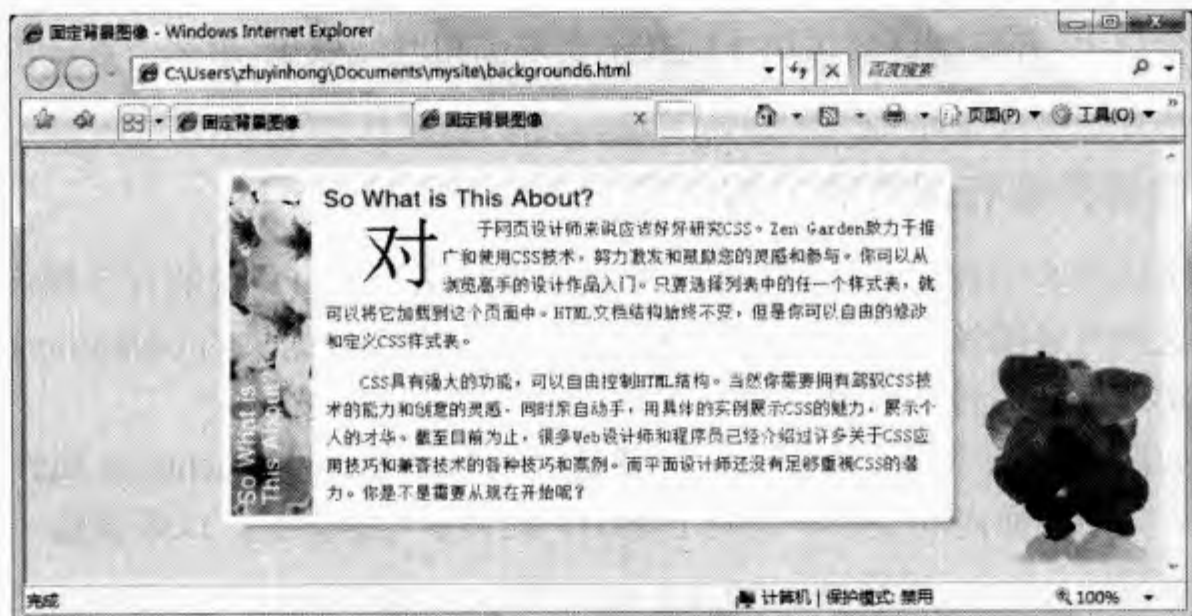 固定背景图像 - Windows Internet Explorer
C:\Users\zhuyinhong\Documents\mysite\background6.html
百度搜索
固定背景图像
固定背景图像
页面(P)
工具(O)
So What is This About?
对于网页设计师来说应该好好研究CSS。Zen Garden致力于推
广和使用CSS技术，努力激发和鼓励您的灵感和参与。你可以从
浏览高手的设计作品入门。只要选择列表中的任一个样式表，就
可以将它加载到这个页面中。HTML文档结构始终不变，但是你可以自由的修改
和定义CSS样式表。
CSS具有强大的功能，可以自由控制HTML结构。当然你需要拥有驾驭CSS技
术的能力和创意的灵感，同时亲自动手，用具体的实例展示CSS的魅力，展示个
人的才华。截至目前为止，很多Web设计师和程序员已经介绍过许多关于CSS应
用技巧和兼容技术的各种技巧和案例。而平面设计师还没有足够重视CSS的潜
力。你是不是需要从现在开始呢？
So What is
This About?
完成
计算机 | 保护模式: 禁用
100%